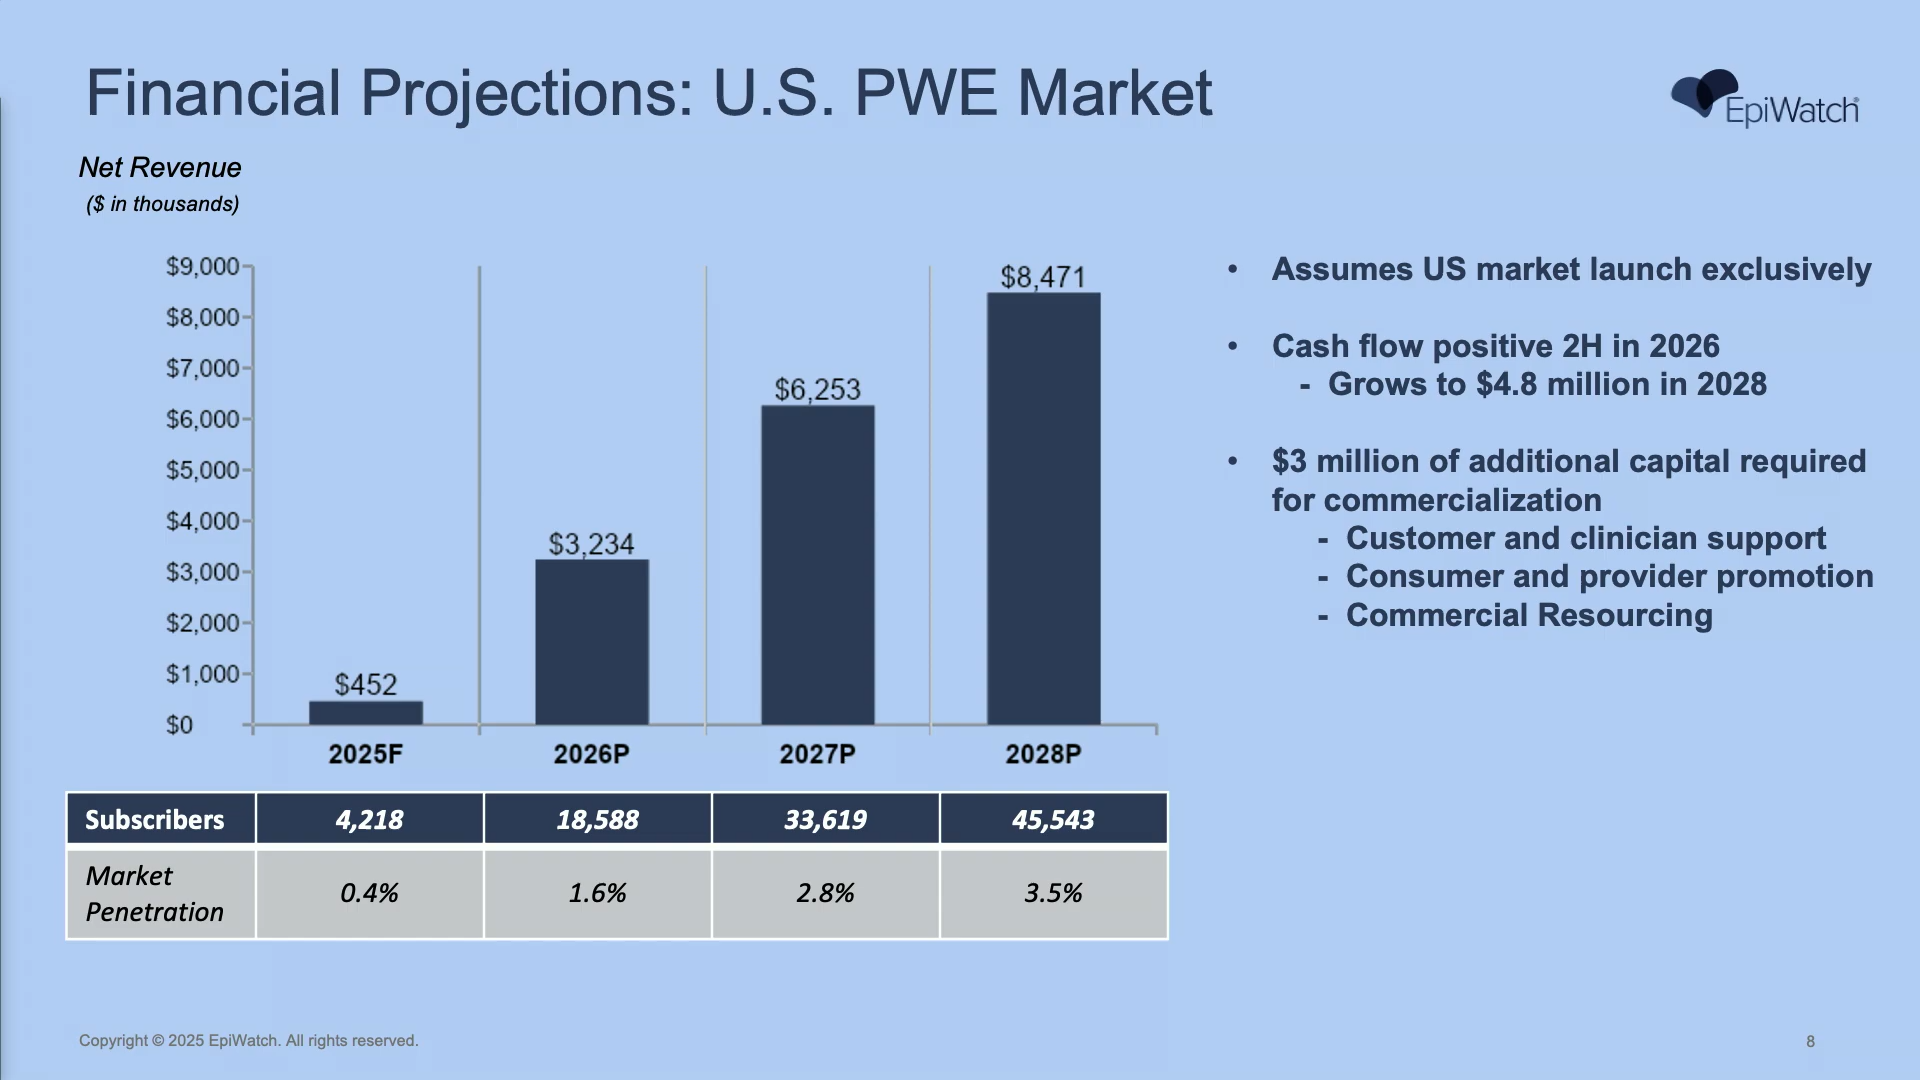 Financial Projections: U.S. PWE Market
EpiWatch®
Net Revenue
($ in thousands)
$9,000
$8,000
$7,000
$6,000
$5,000
$4,000
$3,000
$2,000
$1,000
$0
$452
$3,234
$6,253
$8,471
2025F 2026P 2027P 2028P
Subscribers 4,218 18,588 33,619 45,543
Market
Penetration 0.4% 1.6% 2.8% 3.5%
• Assumes US market launch exclusively
• Cash flow positive 2H in 2026
- Grows to $4.8 million in 2028
• $3 million of additional capital required
for commercialization
- Customer and clinician support
- Consumer and provider promotion
- Commercial Resourcing
Copyright © 2025 EpiWatch. All rights reserved.
8